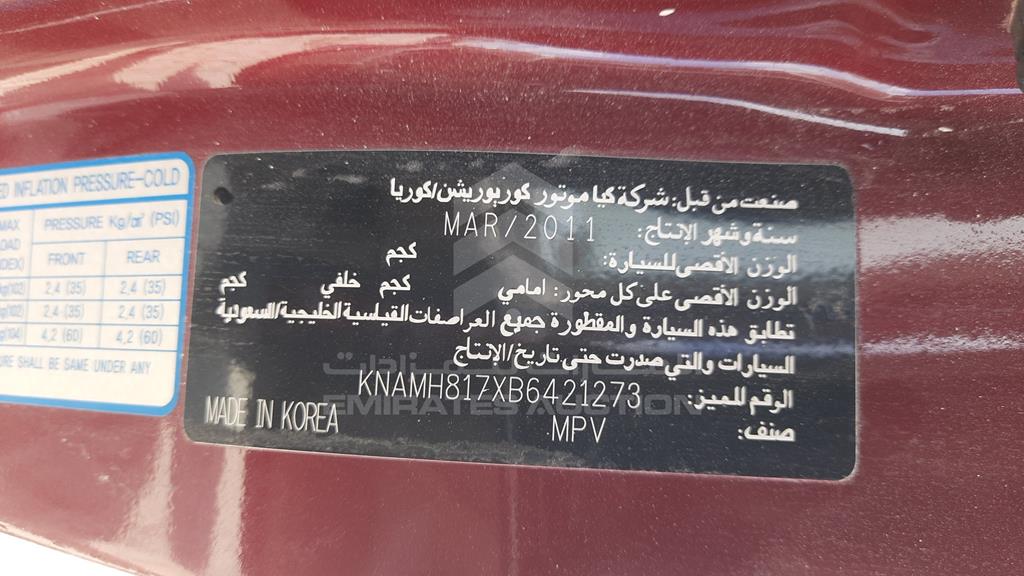 ED INFLATION PRESSURE-COLD
MAX LOAD INDEX) PRESSURE Kg/㎠ (PSI)
FRONT REAR
2,4 (35) 2,4 (35)
2,4 (35) 2,4 (35)
4,2 (60) 4,2 (60)
URE SHALL BE SAME UNDER ANY
صنعت من قبل: شركة كيا موتور كوربوريشن/كوريا
سنة وشهر الإنتاج: MAR/2011
الوزن الأقصى للسيارة: كجم
الوزن الأقصى على كل محور: امامي كجم خلفي كجم
تطابق هذه السيارة والمقطورة جميع المراصفات القياسية الخليجية/السعودية
السيارات والتي صدرت حتى تاريخ/الإنتاج
الرقم المميز: KNAMH817XB6421273
صنف: MPV
MADE IN KOREA
EMIRATES AUCTION